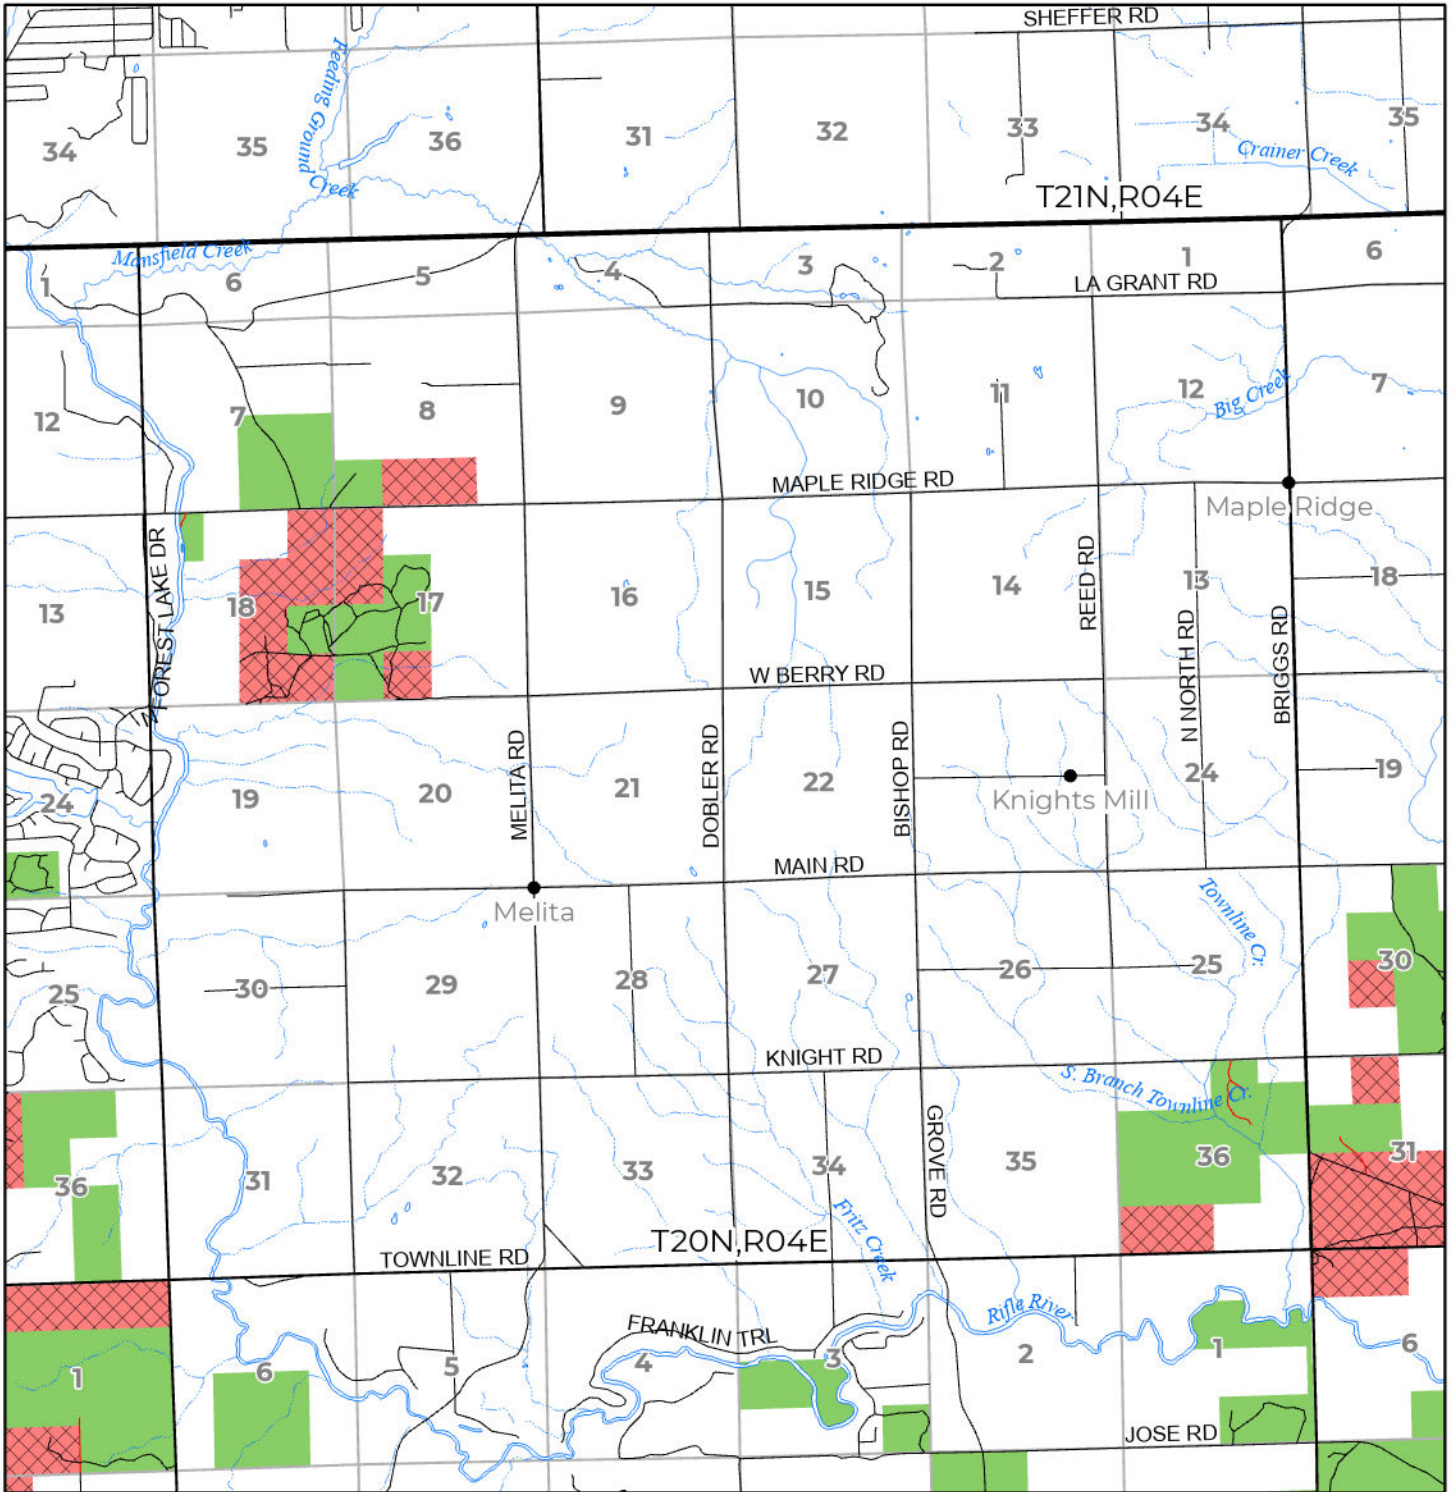 SHEFFER RD
Feeding Ground
Creek
34
35
36
31
32
33
34
35
Crainer Creek
T21N,R04E
Mansfield Creek
1
6
5
4
3
2
1
6
LA GRANT RD
12
7
8
9
10
11
12
Big Creek
7
MAPLE RIDGE RD
Maple Ridge
FOREST LAKE DR
13
18
17
16
15
14
REED RD
13
18
N NORTH RD
BRIGGS RD
W BERRY RD
24
19
20
MELITA RD
21
DOBLER RD
22
BISHOP RD
Knights Mill
24
19
MAIN RD
Melita
Townline Cr.
25
30
29
28
27
26
25
30
KNIGHT RD
S. Branch Townline Cr.
36
31
32
33
34
GROVE RD
35
36
31
Fritz Creek
T20N,R04E
TOWNLINE RD
Rifle River
FRANKLIN TRL
1
6
5
4
3
2
1
6
JOSE RD